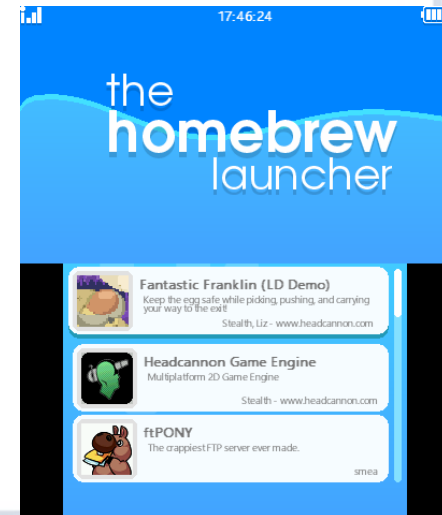 17:46:24
the
homebrew
launcher
Fantastic Franklin (LD Demo)
Keep the egg safe while picking, pushing, and carrying
your way to the exit!
Stealth, Liz - www.headcannon.com
Headcannon Game Engine
Multiplatform 2D Game Engine
Stealth - www.headcannon.com
ftPONY
The crappiest FTP server ever made.
smea